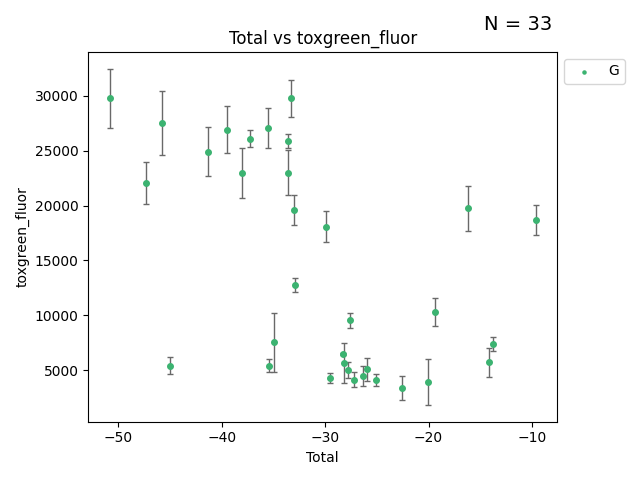 N = 33
Total vs toxgreen_fluor
G
toxgreen_fluor
30000
25000
20000
15000
10000
5000
−50
−40
−30
−20
−10
Total